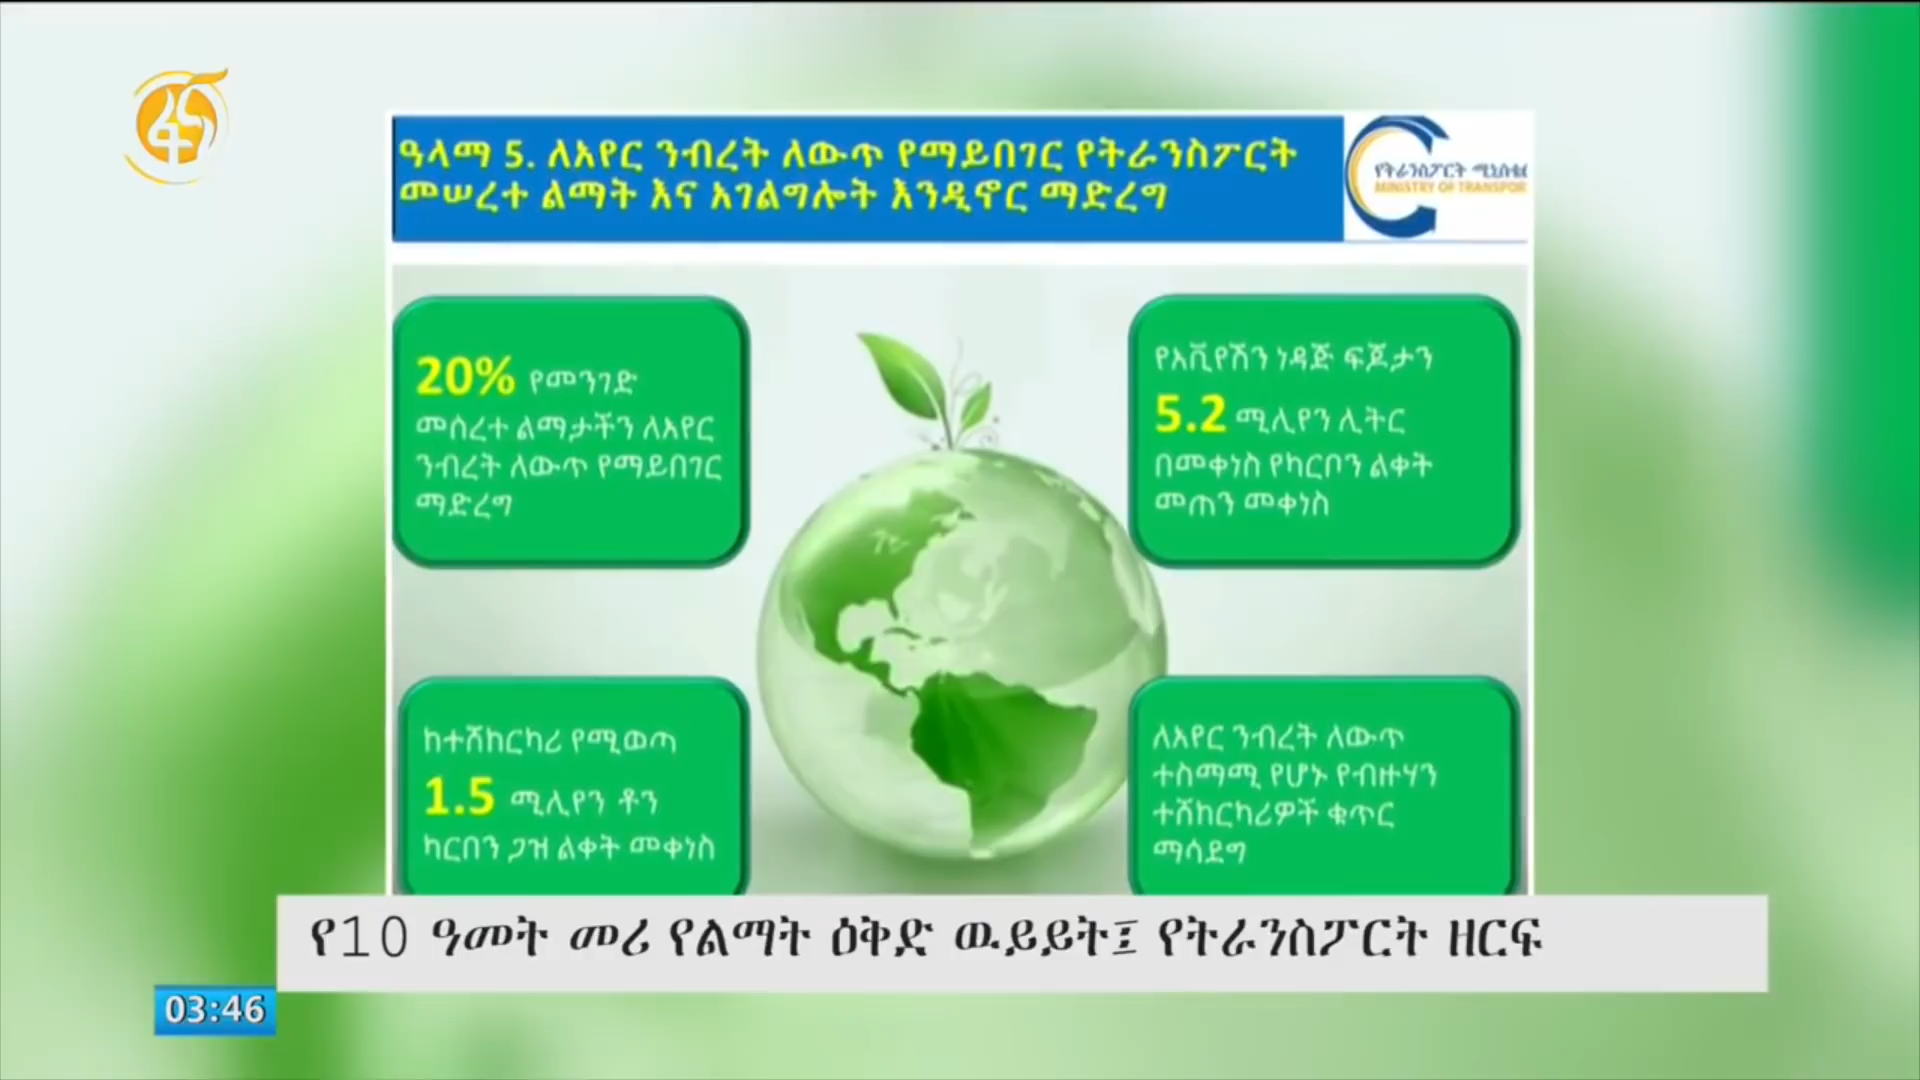 ፋና
ዓላማ 5. ለአየር ንብረት ለውጥ የማይበገር የትራንስፖርት
መሠረተ ልማት እና አገልግሎት እንዲኖር ማድረግ
የትራንስፖርት ሚኒስቴር
MINISTRY OF TRANSPOR
20% የመንገድ
መሰረተ ልማታችን ለአየር
ንብረት ለውጥ የማይበገር
ማድረግ
የአቪየሽን ነዳጅ ፍጆታን
5.2 ሚሊየን ሊትር
በመቀነስ የካርቦን ልቀት
መጠን መቀነስ
ከተሽከርካሪ የሚወጣ
1.5 ሚሊየን ቶን
ካርበን ጋዝ ልቀት መቀነስ
ለአየር ንብረት ለውጥ
ተስማሚ የሆኑ የብዙሃን
ተሽከርካሪዎች ቁጥር
ማሳደግ
የ10 ዓመት መሪ የልማት ዕቅድ ዉይይት፤ የትራንስፖርት ዘርፍ
03:46